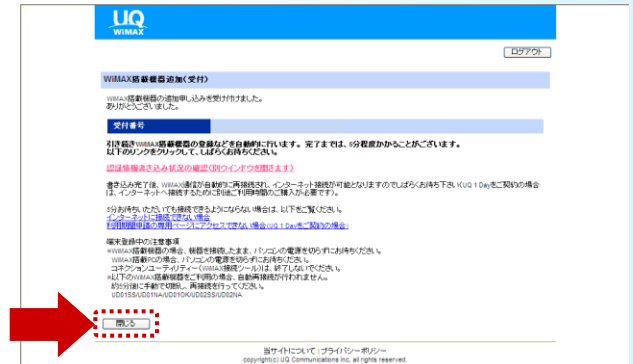 UQ
WiMAX
ログアウト
WiMAX搭載機器追加(受付)
WiMAX搭載機器の追加申し込みを受け付けました。
ありがとうございました。
受付番号
引き続きWiMAX搭載機器の登録などを自動的に行います。完了までは、5分程度かかることがございます。
以下のリンクをクリックして、しばらくお待ちください。
認証情報書き込み状況の確認(別ウインドウを開きます)
書き込み完了後、WiMAX通信が自動的に再接続され、インターネット接続が可能となりますのでしばらくお待ち下さい(UQ 1 Dayをご契約の場合
は、インターネットへ接続するために別途ご利用時間のご購入が必要です)。
5分お待ちいただいても接続できるようにならない場合は、以下をご覧ください。
インターネットに接続できない場合
利用期間申請の専用ページにアクセスできない場合(UQ 1 Dayをご契約の場合)
端末登録中の注意事項
※WiMAX搭載機器の場合、機器を接続したまま、パソコンの電源を切らずにお待ちください。
WiMAX搭載PCの場合、パソコンの電源を切らずにお待ちください。
コネクションユーティリティー(WiMAX接続ツール)は、終了しないでください。
※以下のWiMAX搭載機器をご利用の場合、自動再接続が行われません。
約5分後に手動で切断し、再接続を行ってください。
UD01SS/UD01NA/UD01OK/UD02SS/UD02NA
閉じる
当サイトについて | プライバシーポリシー
copyright(c) UQ Communications Inc. all rights reserved.